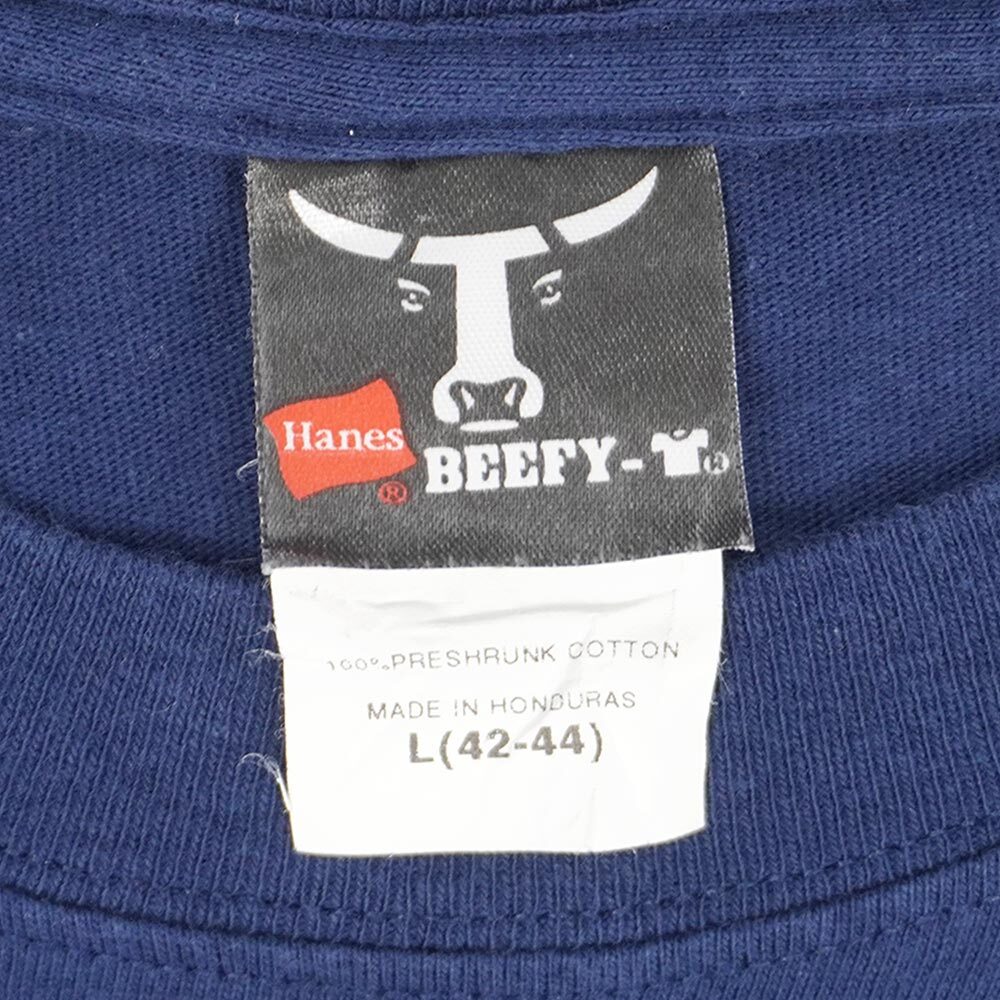 Hanes®
BEEFY-
100% PRESHRUNK COTTON
MADE IN HONDURAS
L(42-44)